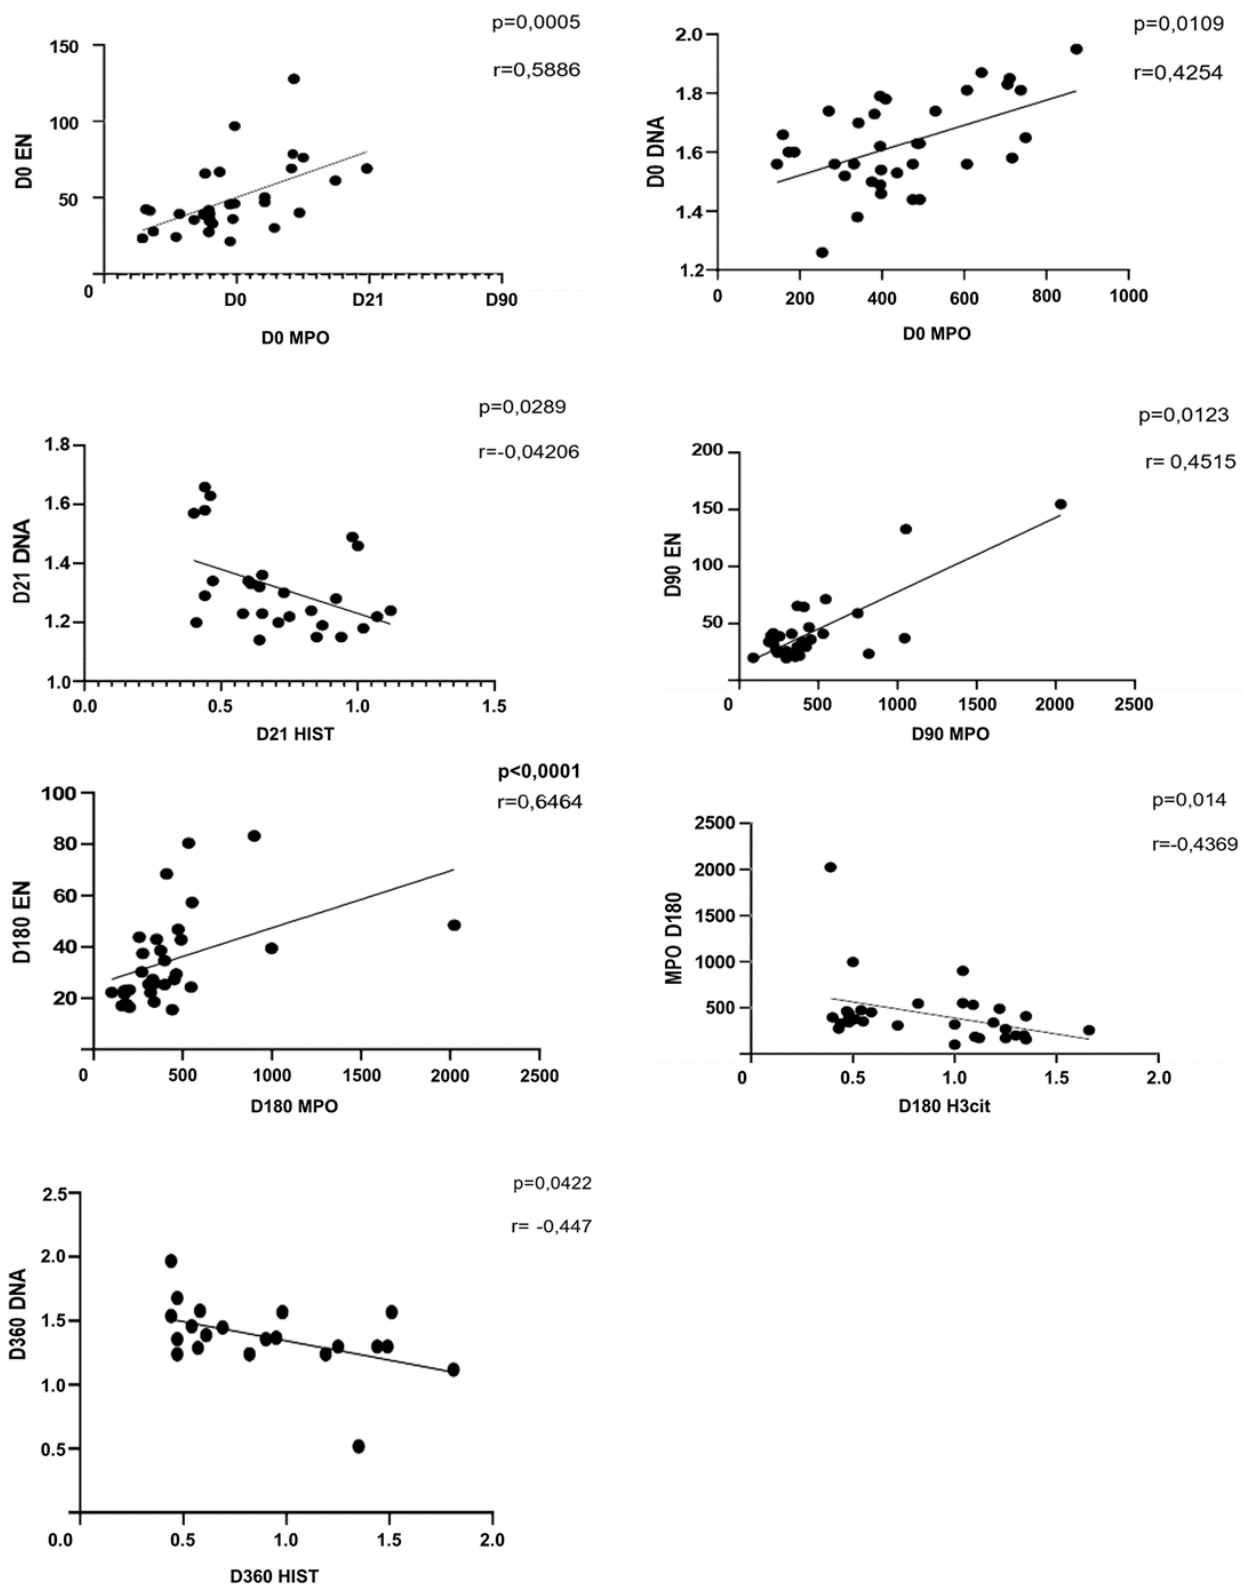 p=0,0005
r=0,5886
150
100
50
0
D0 EN
D0
D21
D90
D0 MPO
p=0,0109
r=0,4254
2.0
1.8
1.6
1.4
1.2
D0 DNA
0
200
400
600
800
1000
D0 MPO
p=0,0289
r=-0,04206
1.8
1.6
1.4
1.2
1.0
D21 DNA
0.0
0.5
1.0
1.5
D21 HIST
p=0,0123
r= 0,4515
200
150
100
50
D90 EN
0
500
1000
1500
2000
2500
D90 MPO
p<0,0001
r=0,6464
100
80
60
40
20
D180 EN
0
500
1000
1500
2000
2500
D180 MPO
p=0,014
r=-0,4369
2500
2000
1500
1000
500
MPO D180
0
0.5
1.0
1.5
2.0
D180 H3cit
p=0,0422
r= -0,447
2.5
2.0
1.5
1.0
0.5
D360 DNA
0.0
0.5
1.0
1.5
2.0
D360 HIST